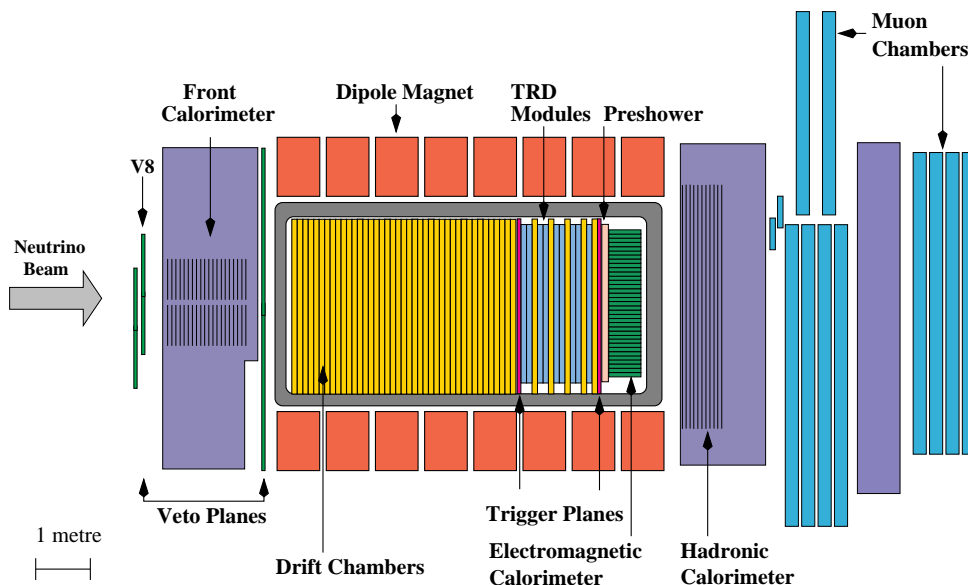 Muon
Chambers
Front
Calorimeter
Dipole Magnet
TRD
Modules
Preshower
V8
Neutrino
Beam
Veto Planes
Trigger Planes
1 metre
Drift Chambers
Electromagnetic
Calorimeter
Hadronic
Calorimeter